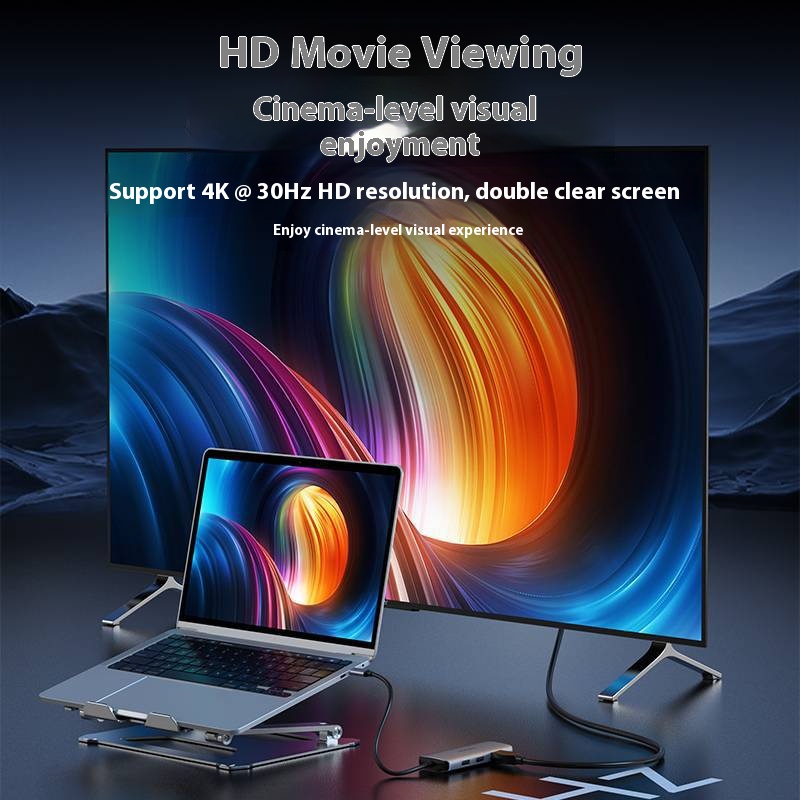 HD Movie Viewing
Cinema-level visual
enjoyment
Support 4K @ 30Hz HD resolution, double clear screen
Enjoy cinema-level visual experience